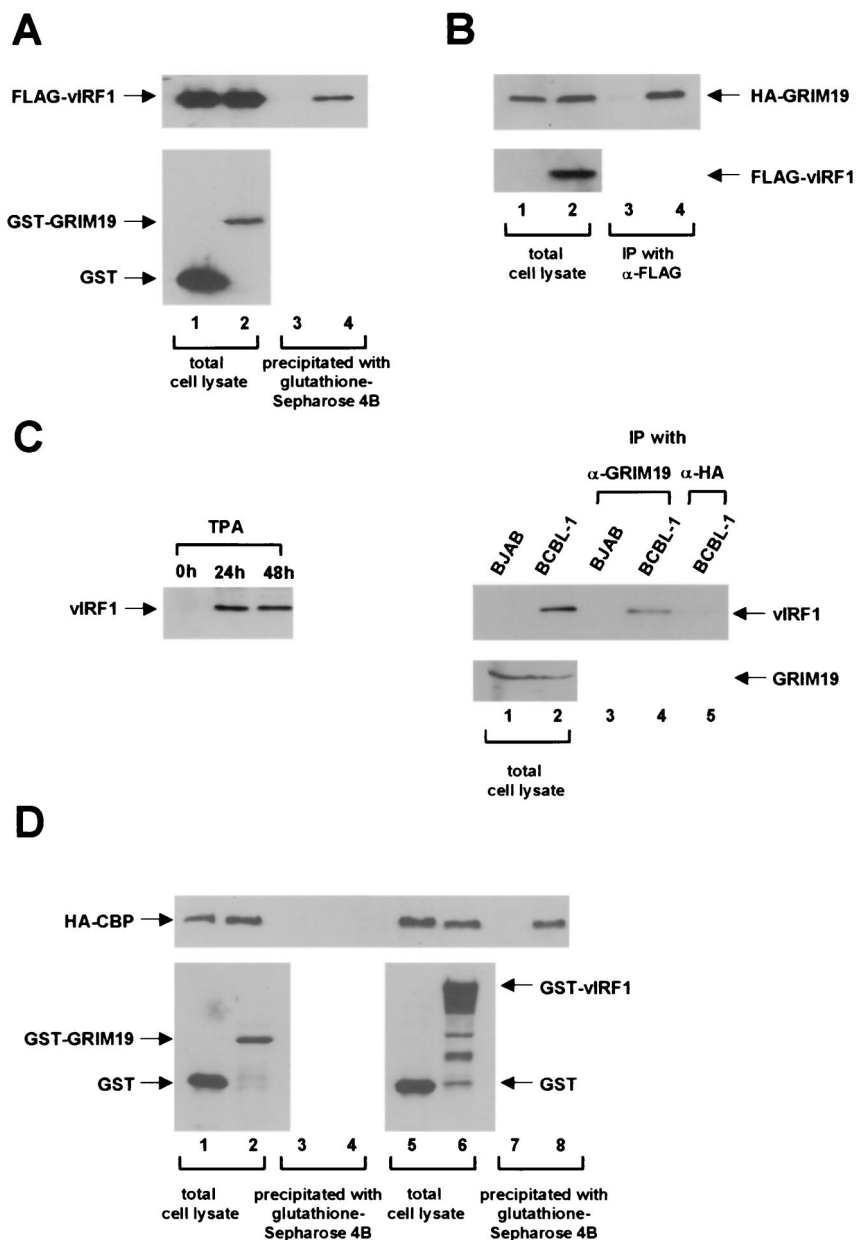 A
FLAG-vIRF1
GST-GRIM19
GST
1 2 3 4
total
cell lysate
precipitated with
glutathione-
Sepharose 4B
B
HA-GRIM19
FLAG-vIRF1
1 2 3 4
total
cell lysate
IP with
α-FLAG
C
TPA
0h 24h 48h
vIRF1
IP with
α-GRIM19 α-HA
BJAB BCBL-1 BJAB BCBL-1 BCBL-1
vIRF1
GRIM19
1 2 3 4 5
total
cell lysate
D
HA-CBP
GST-GRIM19
GST
GST-vIRF1
GST
1 2 3 4 5 6 7 8
total
cell lysate
precipitated with
glutathione-
Sepharose 4B
total
cell lysate
precipitated with
glutathione-
Sepharose 4B